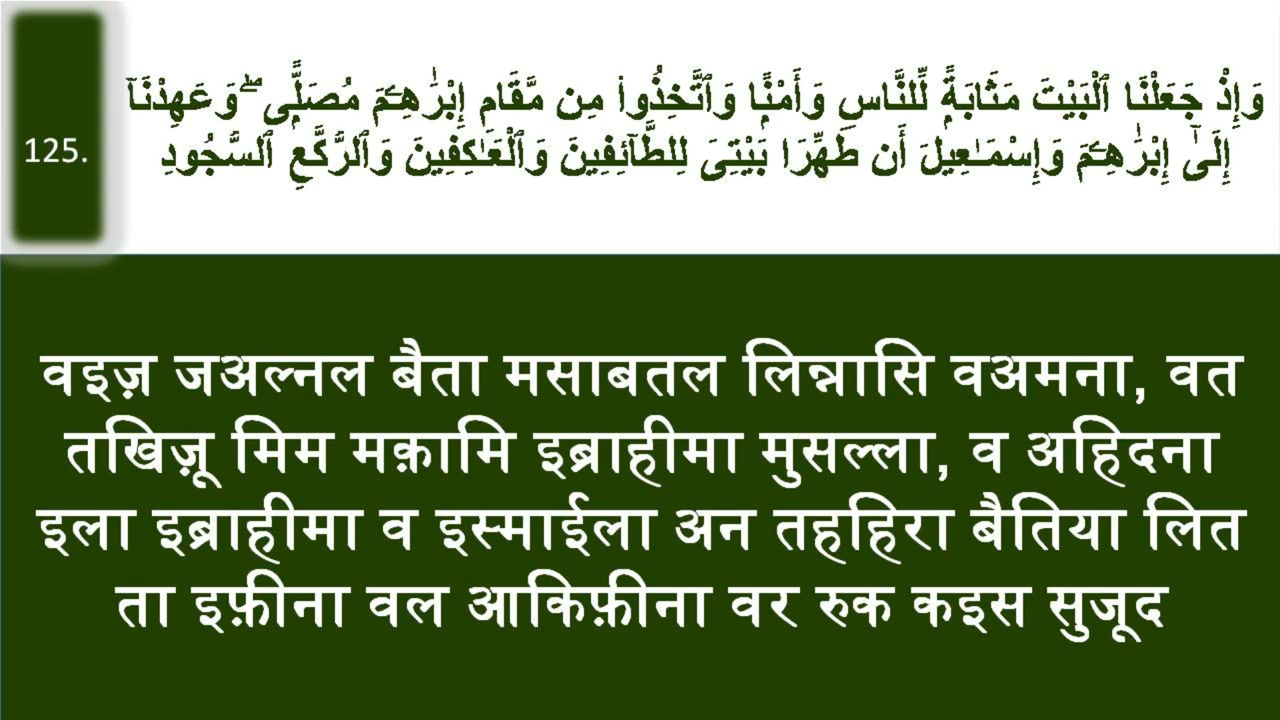 125.
وَإِذْ جَعَلْنَا ٱلْبَيْتَ مَثَابَةًۭ لِّلنَّاسِ وَأَمْنًۭا وَٱتَّخِذُوا۟ مِن مَّقَامِ إِبْرَٰهِۦمَ مُصَلًّۭى ۖ وَعَهِدْنَآ
إِلَىٰٓ إِبْرَٰهِۦمَ وَإِسْمَـٰعِيلَ أَن طَهِّرَا بَيْتِىَ لِلطَّآئِفِينَ وَٱلْعَـٰكِفِينَ وَٱلرُّكَّعِ ٱلسُّجُودِ
वइज़ जअल्नल बैता मसाबतल लिन्नासि वअमना, वत
तखिज़ू मिम मक़ामि इब्राहीमा मुसल्ला, व अहिदना
इला इब्राहीमा व इस्माईला अन तहहिरा बैतिया लित
ता इफ़ीना वल आकिफ़ीना वर रुक कइस सुजूद